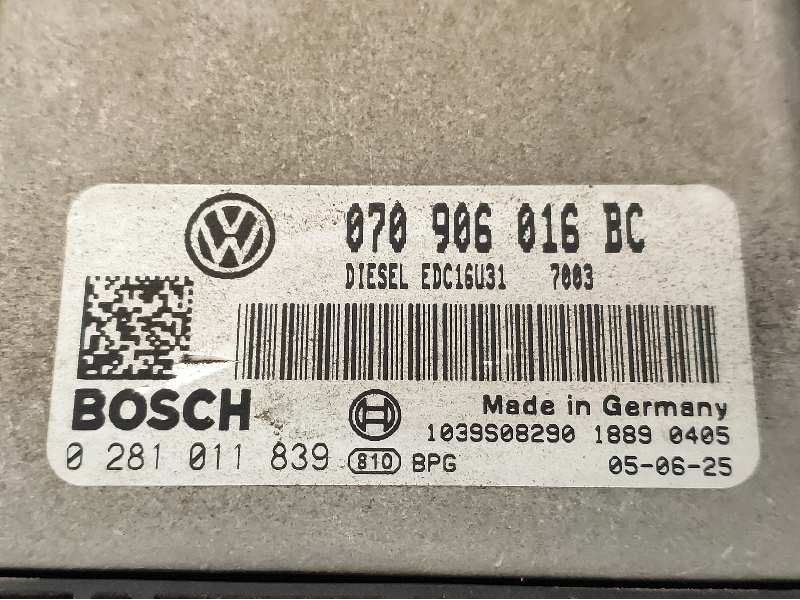 070 906 016 BC
DIESEL EDC16U31 7003
BOSCH
Made in Germany
1039S08290 1889 0405
0 281 011 839 810 BPG 05-06-25